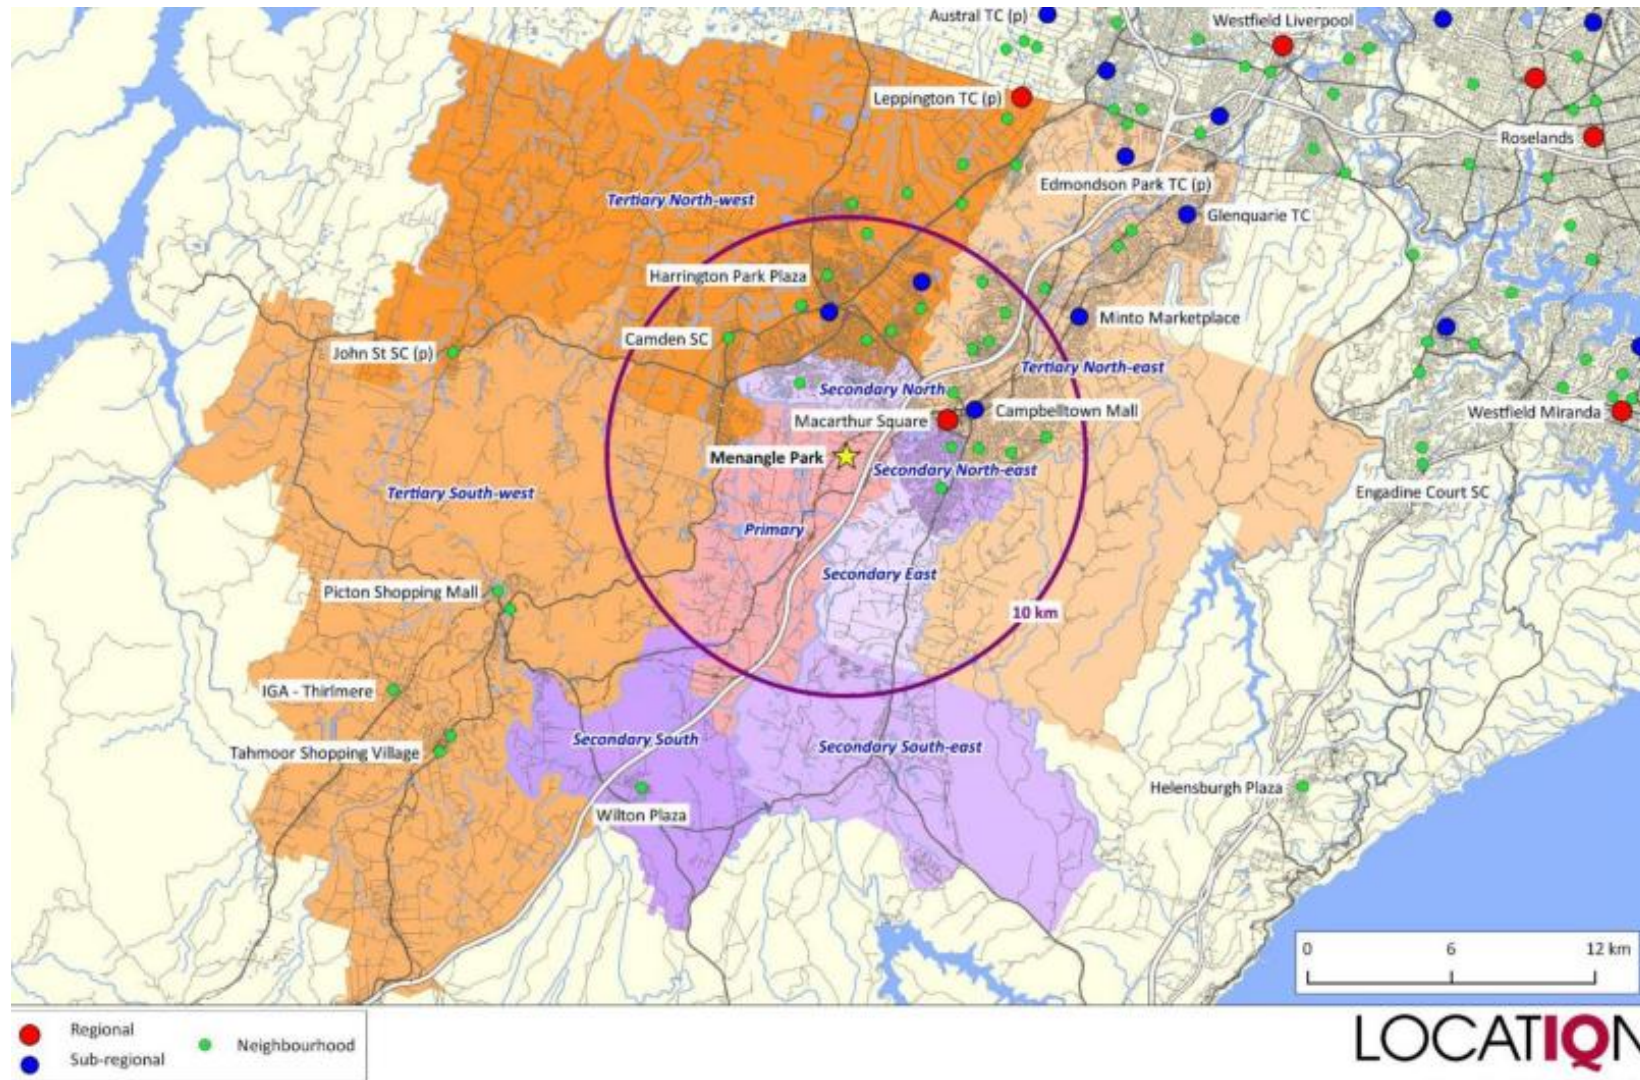 Austral TC (p)
Westfield Liverpool
Leppington TC (p)
Roselands
Edmondson Park TC (p)
Tertiary North-west
Glenquarie TC
Harrington Park Plaza
Minto Marketplace
Camden SC
John St SC (p)
Tertiary North-east
Secondary North
Campbelltown Mall
Westfield Miranda
Macarthur Square
Menangle Park
Secondary North-east
Tertiary South-west
Engadine Court SC
Primary
Secondary East
Picton Shopping Mall
10 km
IGA - Thirlmere
Secondary South
Secondary South-east
Tahmoor Shopping Village
Helensburgh Plaza
Wilton Plaza
0 6 12 km
Regional
Neighbourhood
Sub-regional
LOCATIQN